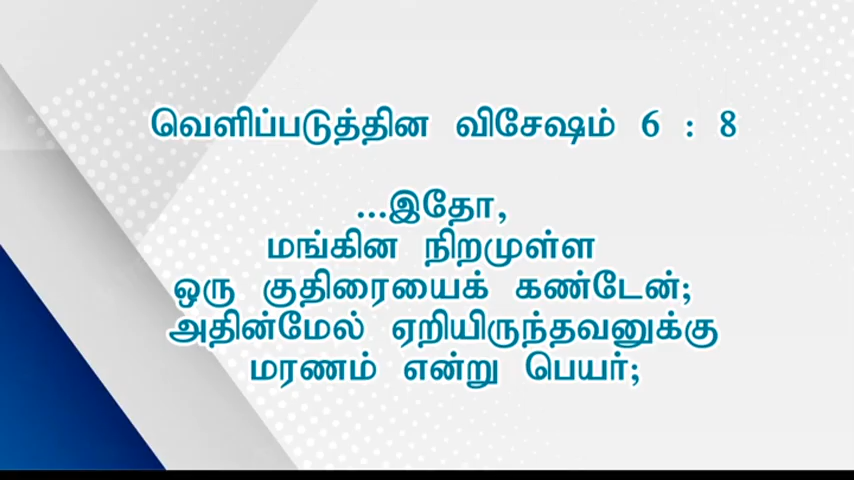 வெளிப்படுத்தின விசேஷம் 6 : 8
...இதோ,
மங்கின நிறமுள்ள
ஒரு குதிரையைக் கண்டேன்;
அதின்மேல் ஏறியிருந்தவனுக்கு
மரணம் என்று பெயர்;